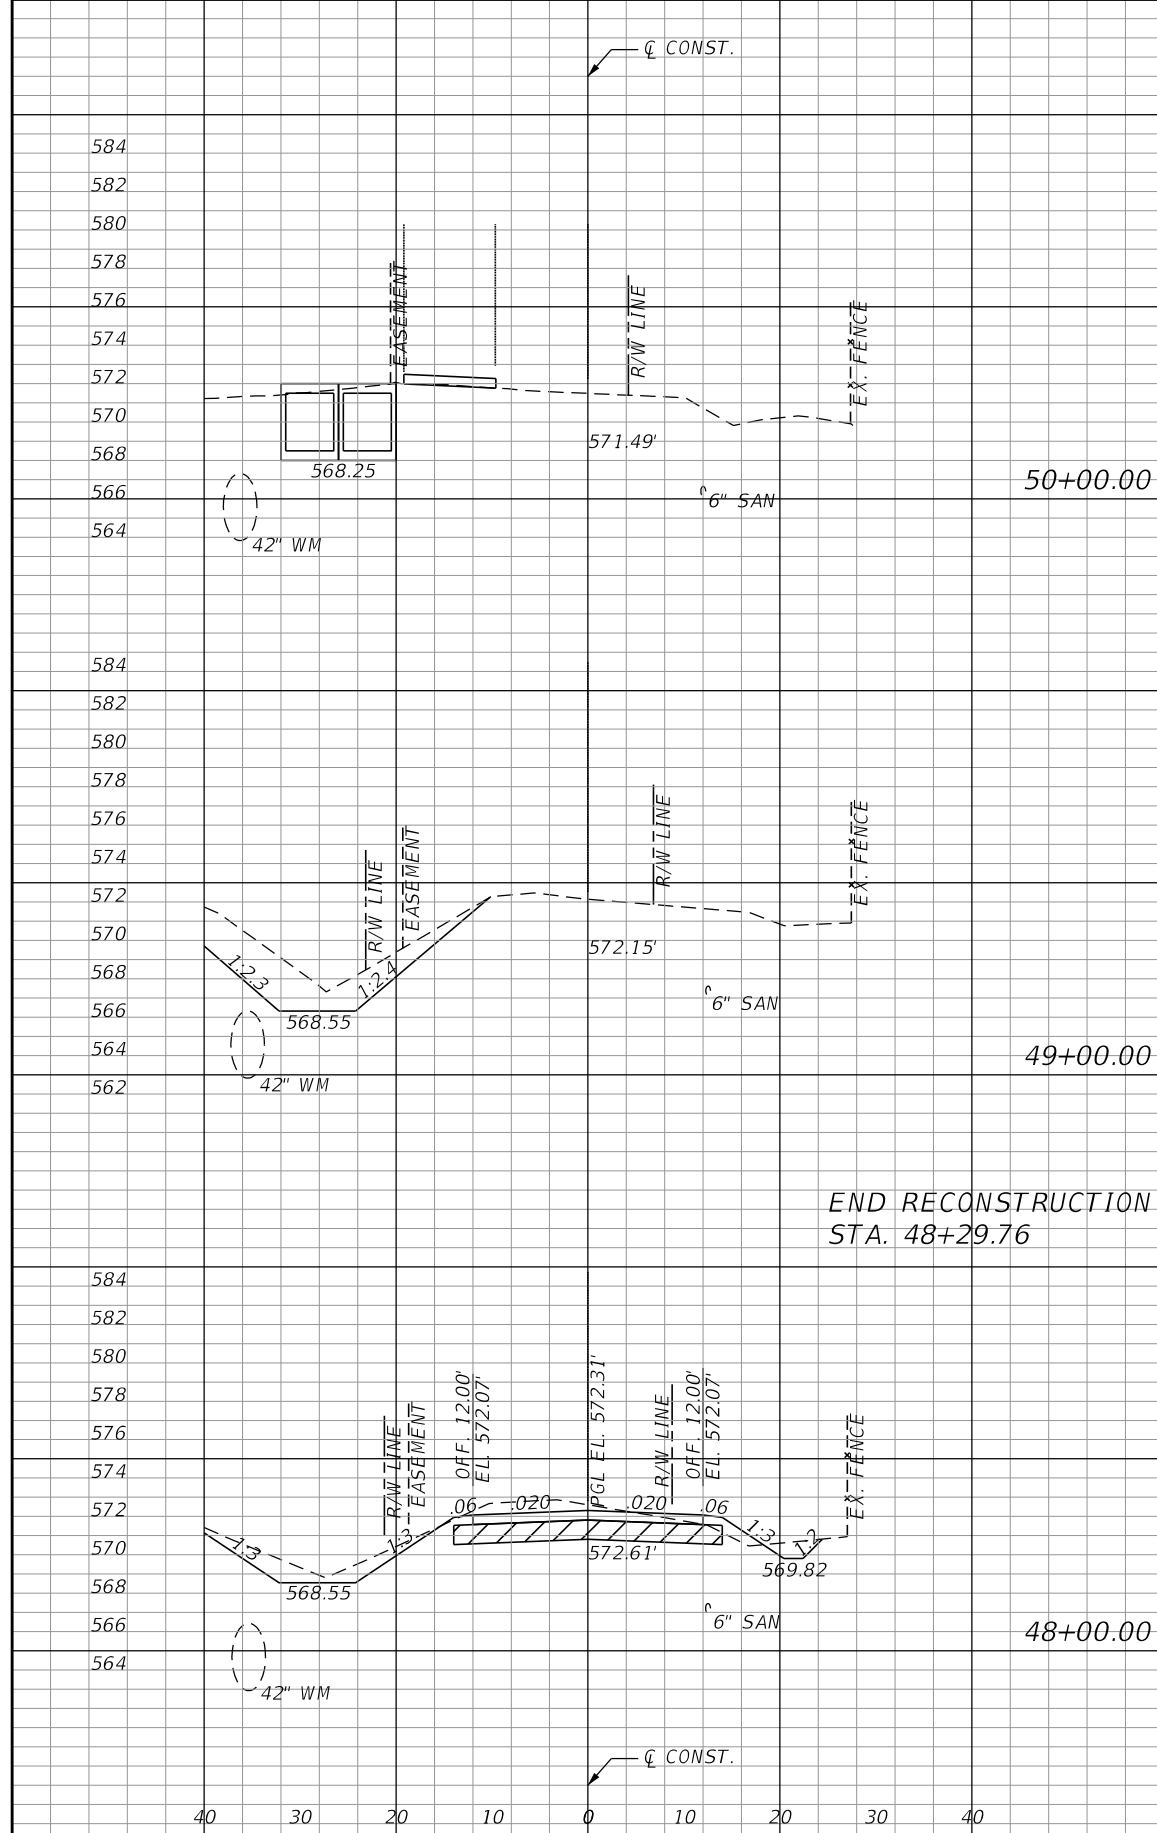 ℄ CONST.
584
582
580
578
576
574
572
570
568
566
564
EASEMENT
R/W LINE
EX. FENCE
571.49'
568.25
6" SAN
42" WM
50+00.00
584
582
580
578
576
574
572
570
568
566
564
562
R/W LINE
EASEMENT
R/W LINE
EX. FENCE
572.15'
1:2.3
1:2.4
568.55
6" SAN
42" WM
49+00.00
END RECONSTRUCTION
STA. 48+29.76
584
582
580
578
576
574
572
570
568
566
564
R/W LINE
EASEMENT
OFF. 12.00'
EL. 572.07'
PGL EL. 572.31'
R/W LINE
OFF. 12.00'
EL. 572.07'
EX. FENCE
.06
.020
.020
.06
1:3
1:3
1:3
1:2
572.61'
569.82
568.55
6" SAN
42" WM
48+00.00
℄ CONST.
40 30 20 10 0 10 20 30 40